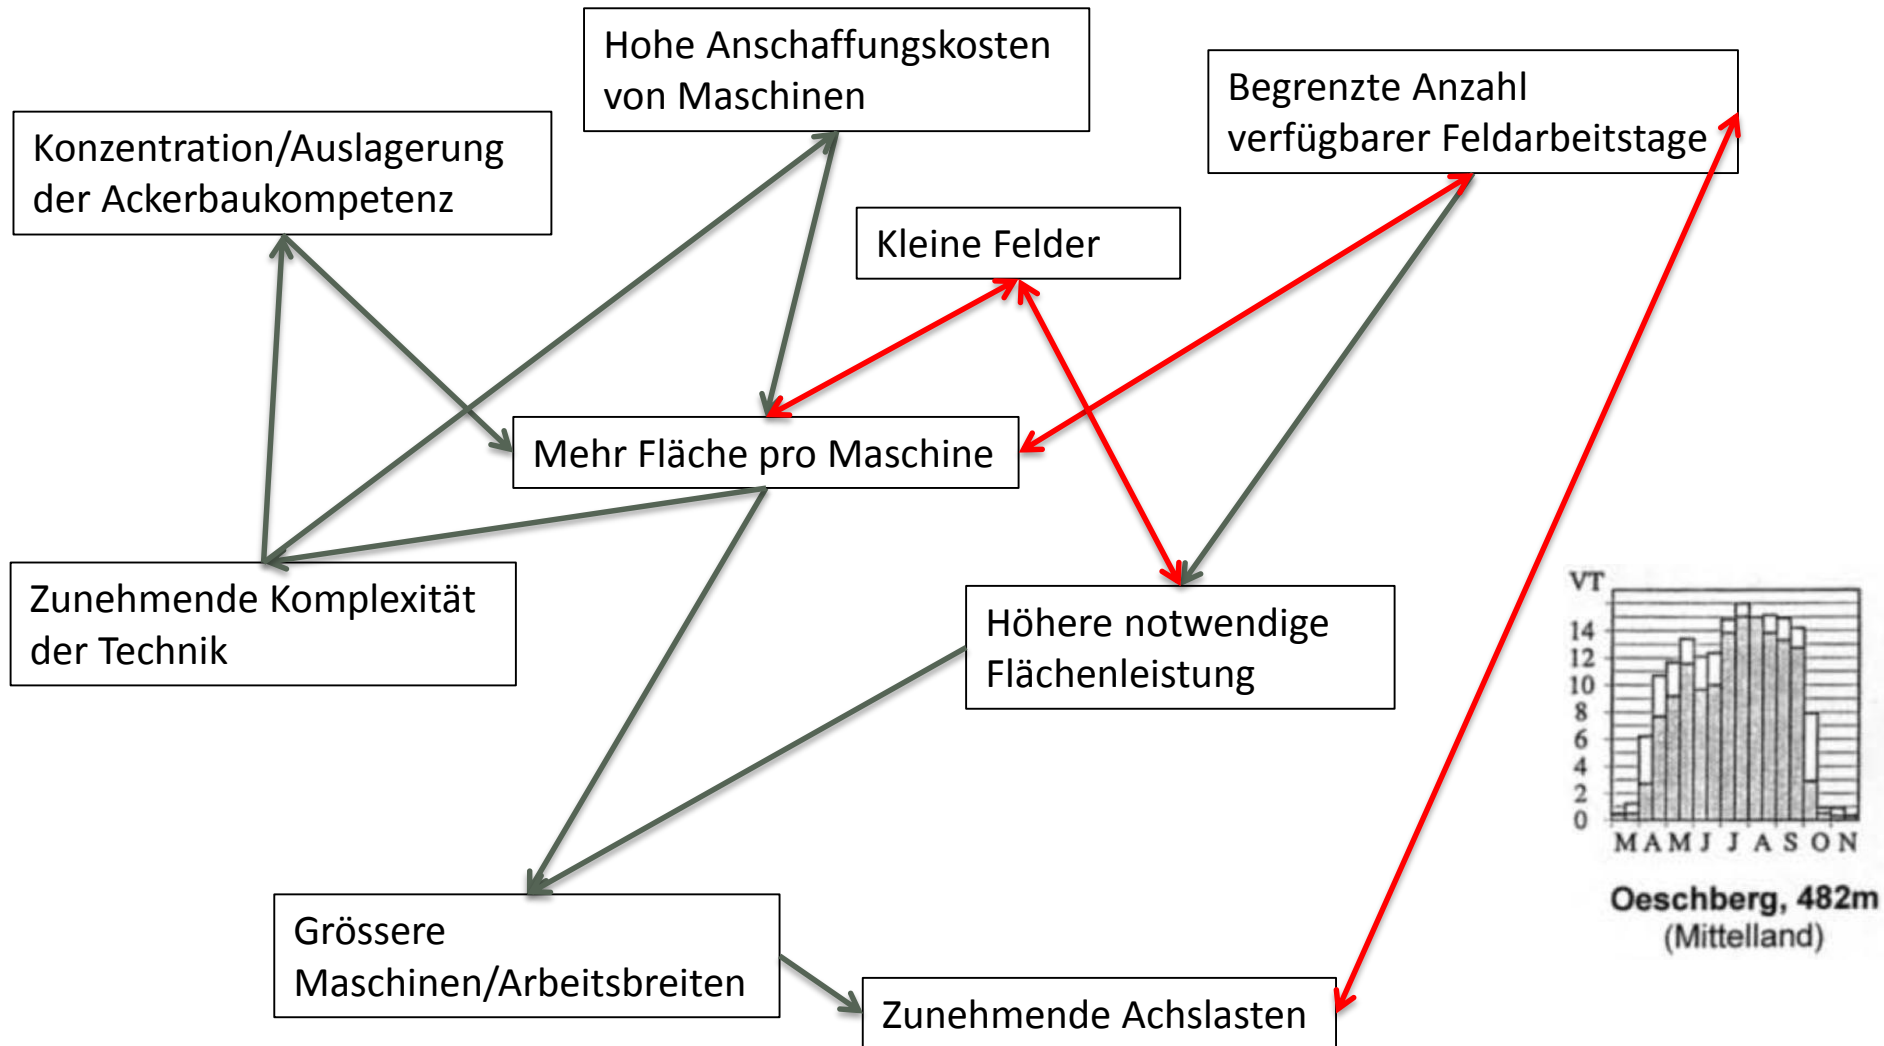 Hohe Anschaffungskosten
von Maschinen
Begrenzte Anzahl
verfügbarer Feldarbeitstage
Konzentration/Auslagerung
der Ackerbaukompetenz
Kleine Felder
Mehr Fläche pro Maschine
Zunehmende Komplexität
der Technik
Höhere notwendige
Flächenleistung
VT
14
12
10
8
6
4
2
0
M A M J J A S O N
Oeschberg, 482m
(Mittelland)
Grössere
Maschinen/Arbeitsbreiten
Zunehmende Achslasten